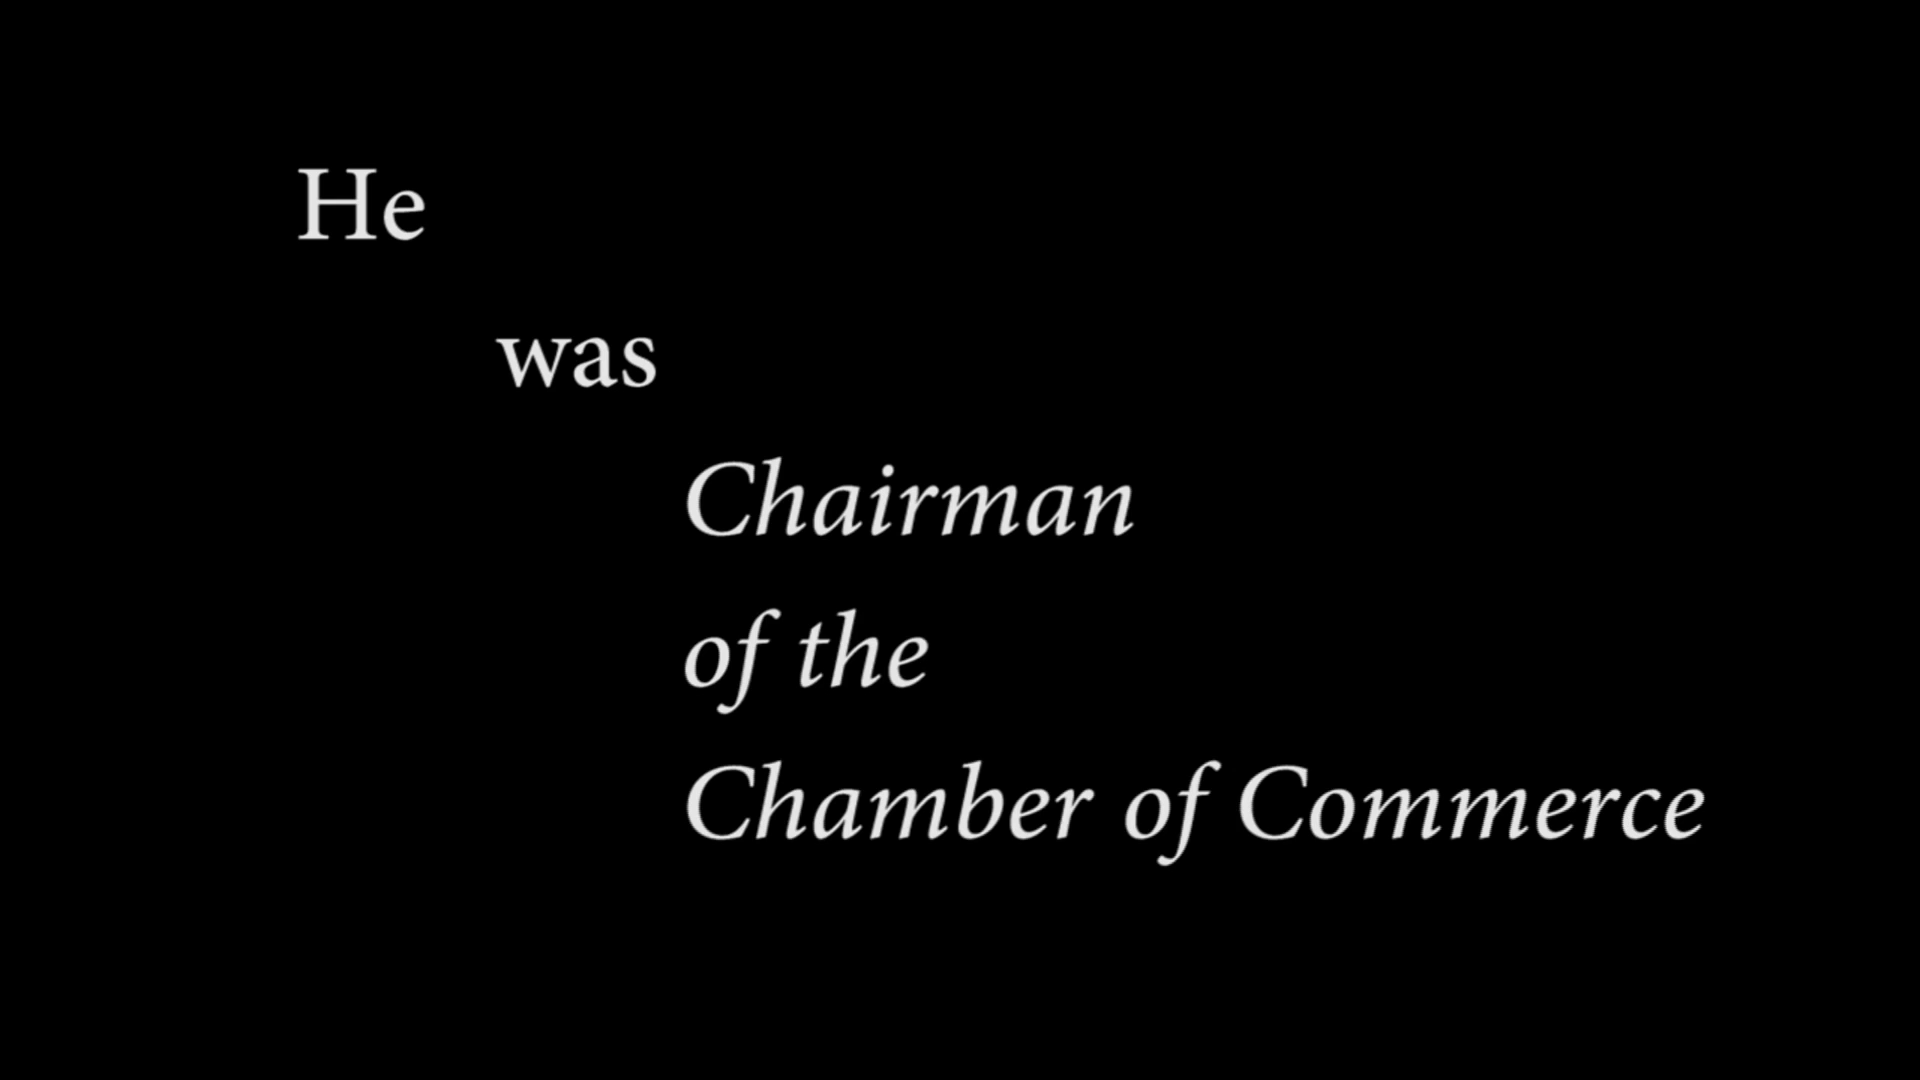 He
was
Chairman
of the
Chamber of Commerce